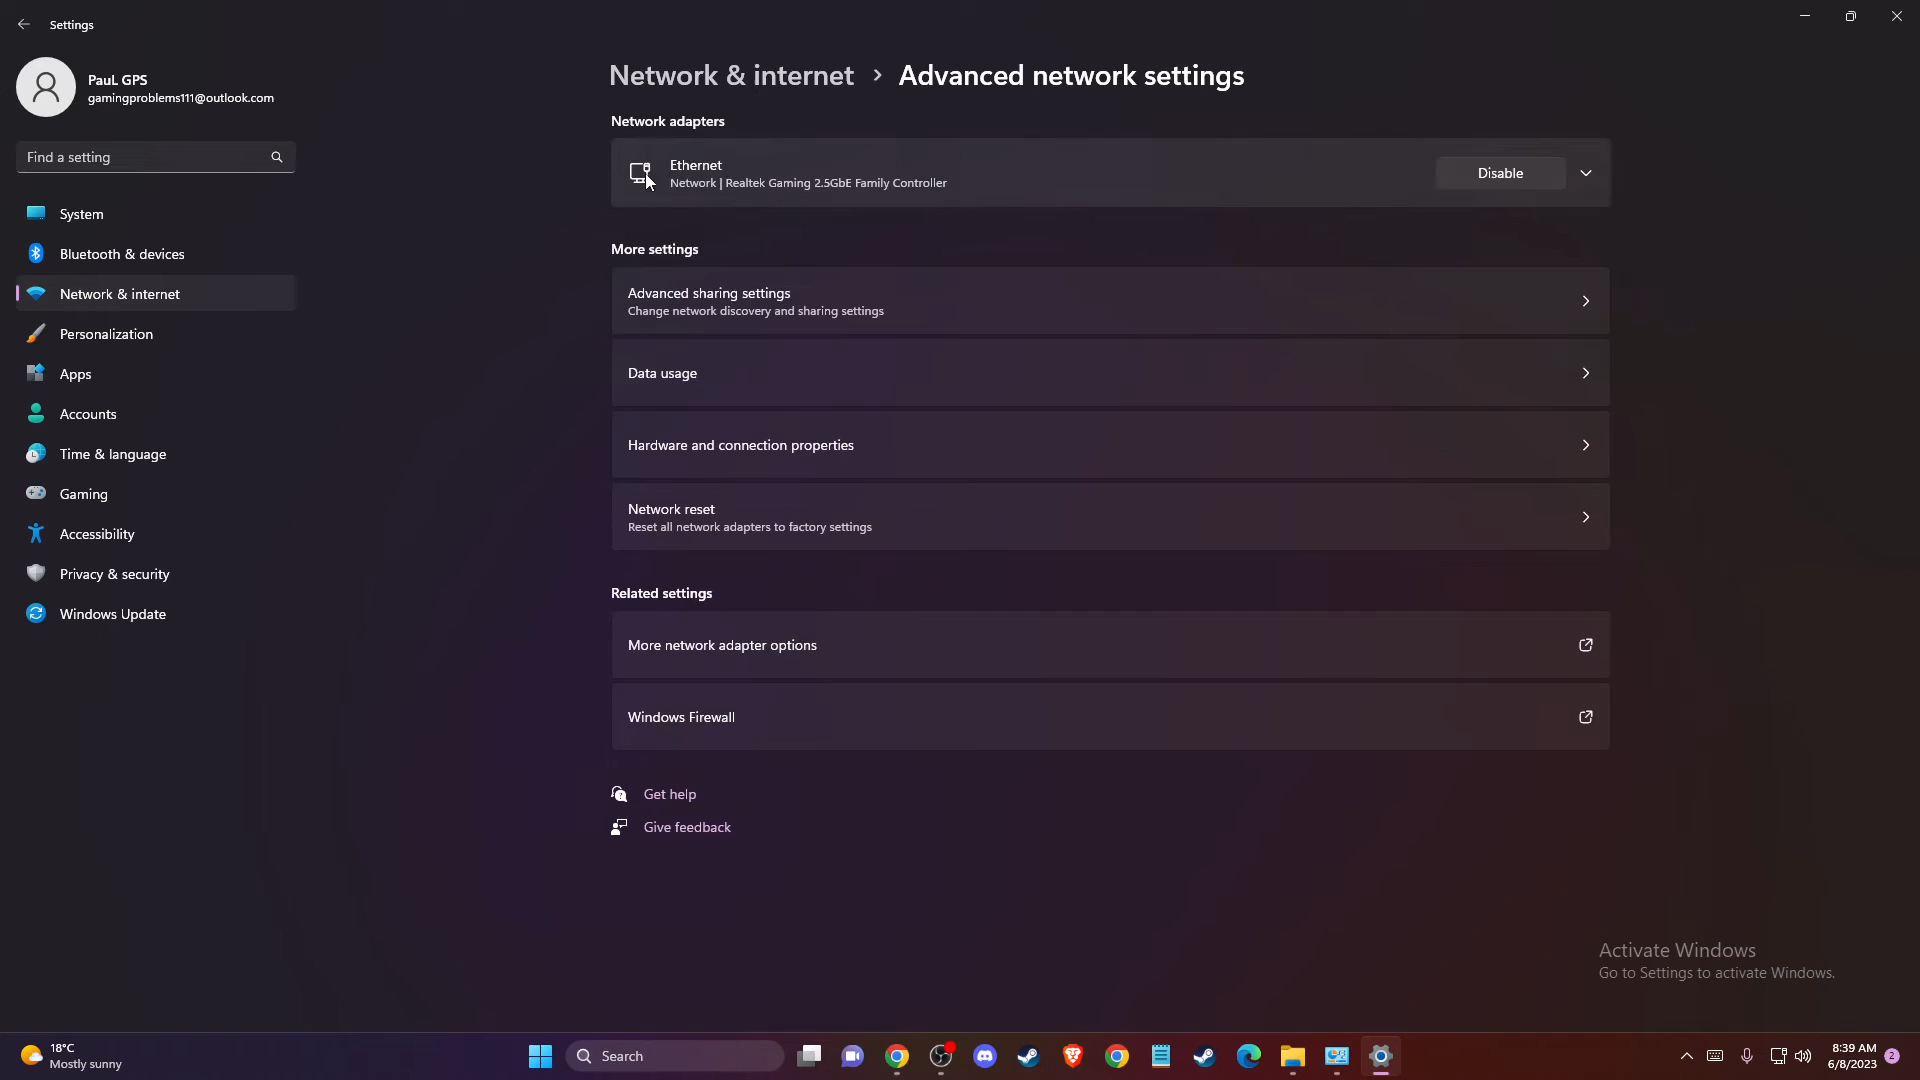 Settings
PauL GPS
gamingproblems111@outlook.com
Find a setting
System
Bluetooth & devices
Network & internet
Personalization
Apps
Accounts
Time & language
Gaming
Accessibility
Privacy & security
Windows Update
Network & internet > Advanced network settings
Network adapters
Ethernet
Network | Realtek Gaming 2.5GbE Family Controller
Disable
More settings
Advanced sharing settings
Change network discovery and sharing settings
Data usage
Hardware and connection properties
Network reset
Reset all network adapters to factory settings
Related settings
More network adapter options
Windows Firewall
Get help
Give feedback
Activate Windows
Go to Settings to activate Windows.
18°C
Mostly sunny
Search
8:39 AM
6/8/2023
2